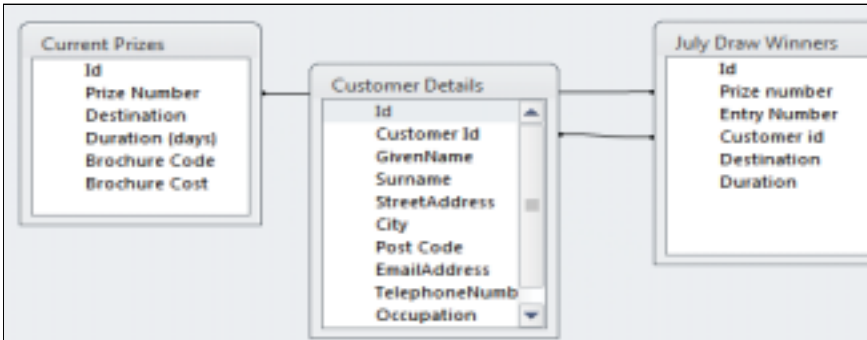 Current Prizes
Id
Prize Number
Destination
Duration (days)
Brochure Code
Brochure Cost
Customer Details
Id
Customer Id
GivenName
Surname
StreetAddress
City
Post Code
EmailAddress
TelephoneNumb
Occupation
July Draw Winners
Id
Prize number
Entry Number
Customer id
Destination
Duration